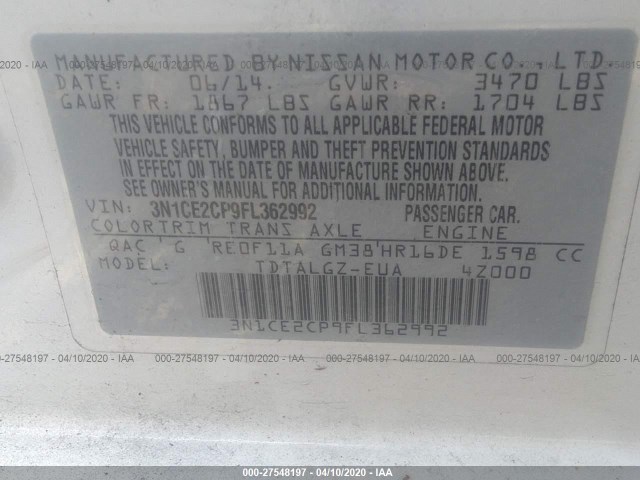 MANUFACTURED BY NISSAN MOTOR CO., LTD.
DATE: 06/14. GVWR: 3470 LBS
GAWR FR: 1867 LBS GAWR RR: 1704 LBS
THIS VEHICLE CONFORMS TO ALL APPLICABLE FEDERAL MOTOR
VEHICLE SAFETY, BUMPER AND THEFT PREVENTION STANDARDS
IN EFFECT ON THE DATE OF MANUFACTURE SHOWN ABOVE.
SEE OWNER'S MANUAL FOR ADDITIONAL INFORMATION.
VIN: 3N1CE2CP9FL362992 PASSENGER CAR.
COLOR TRIM TRANS AXLE ENGINE
QAC G RE0F11A GM38 HR16DE 1598 CC
MODEL: TDTALGZ-EUA 4Z000
3N1CE2CP9FL362992
000-27548197 - 04/10/2020 - IAA